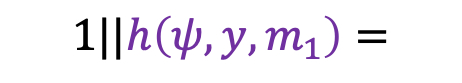 1||h(ψ, y, m₁) =